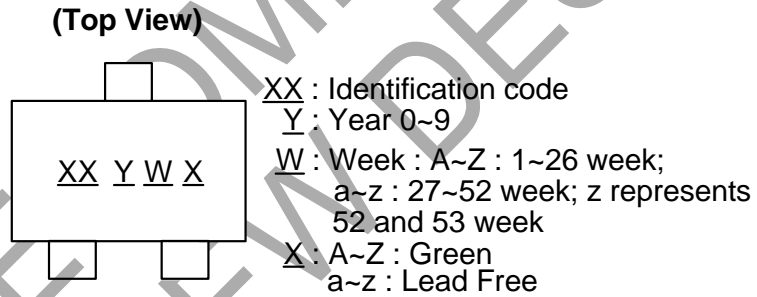 (Top View)
XX Y W X
XX : Identification code
Y : Year 0~9
W : Week : A~Z : 1~26 week;
a~z : 27~52 week; z represents
52 and 53 week
X : A~Z : Green
a~z : Lead Free